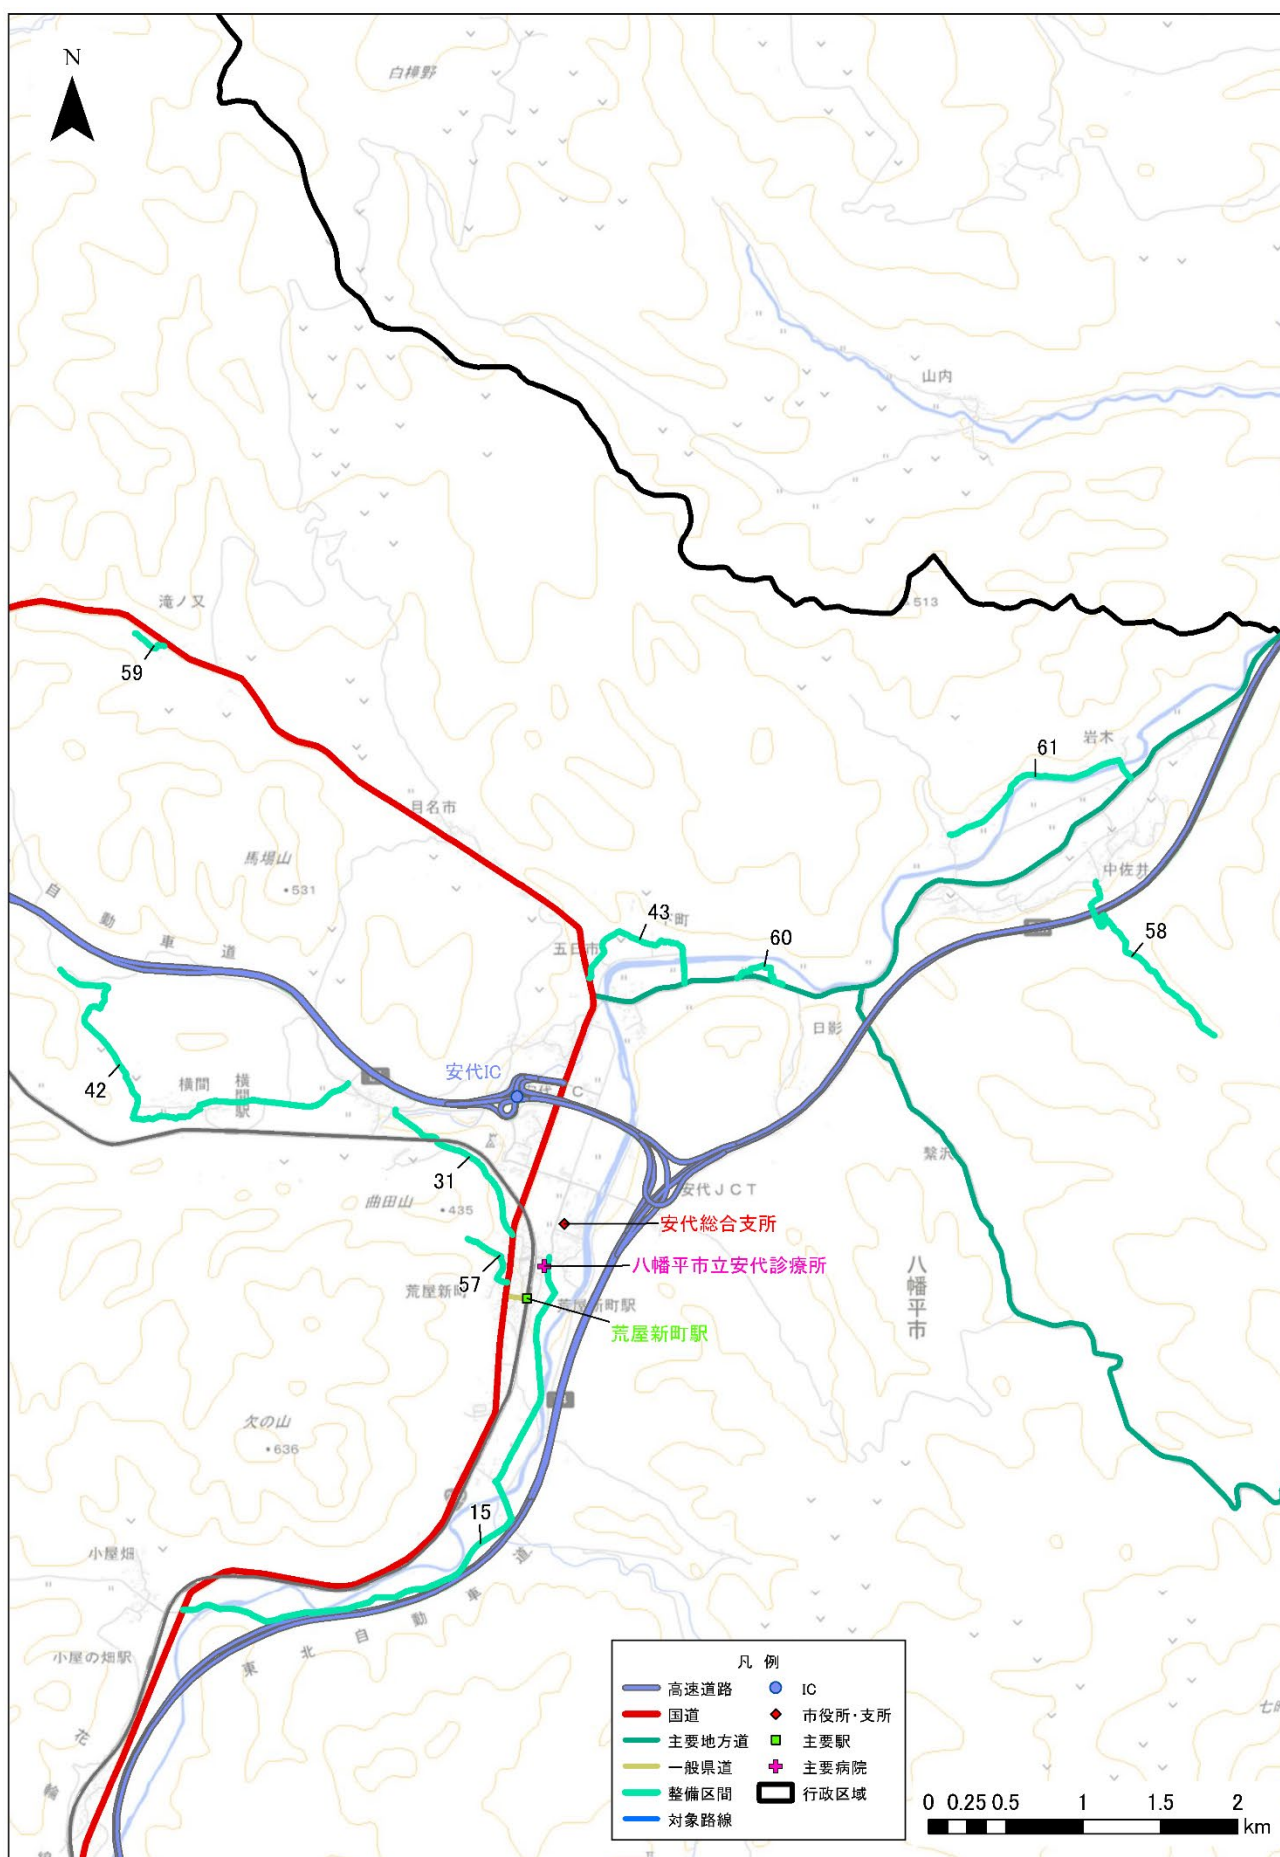 N
白樺野
山内
513
滝ノ又
59
岩木
61
目名市
馬場山
531
中佐井
自動車道
43
町
五日市
60
58
日影
安代IC
42
横間
横間駅
繋沢
31
安代JCT
曲田山
435
安代総合支所
八幡平市立安代診療所
57
荒屋新町
荒屋新町駅
荒屋新町駅
八幡平市
欠の山
636
15
小屋畑
小屋の畑駅
東北自動車道
花輪線
凡 例
高速道路
IC
国道
市役所・支所
主要地方道
主要駅
一般県道
主要病院
整備区間
行政区域
対象路線
0 0.25 0.5 1 1.5 2
km